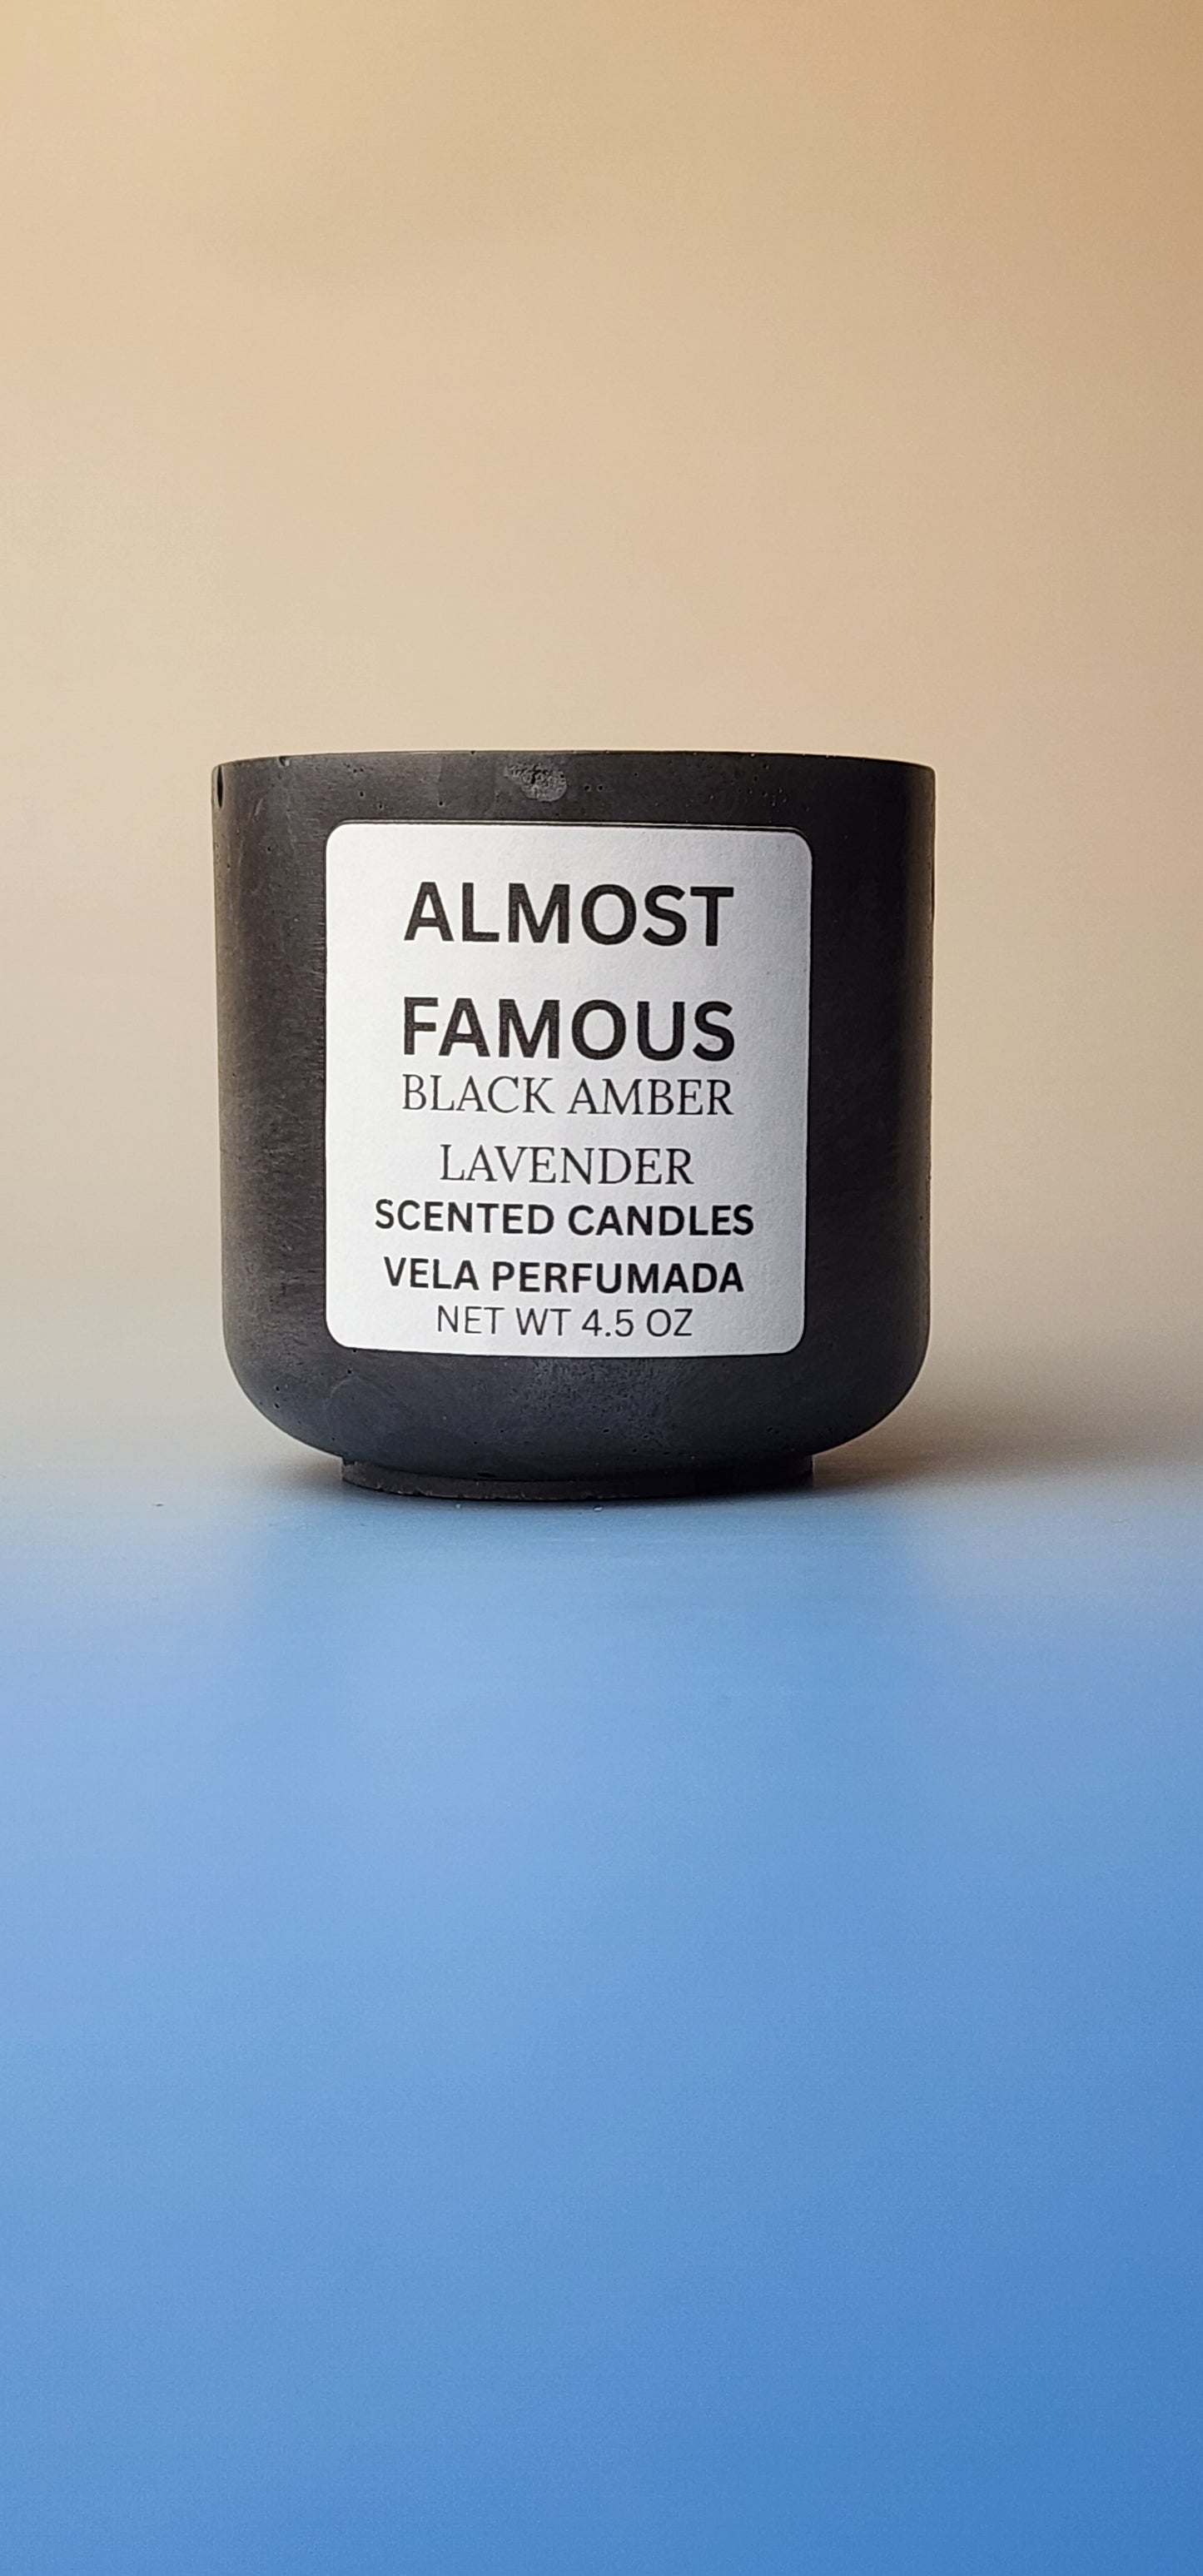 ALMOST
FAMOUS
BLACK AMBER
LAVENDER
SCENTED CANDLES
VELA PERFUMADA
NET WT 4.5 OZ